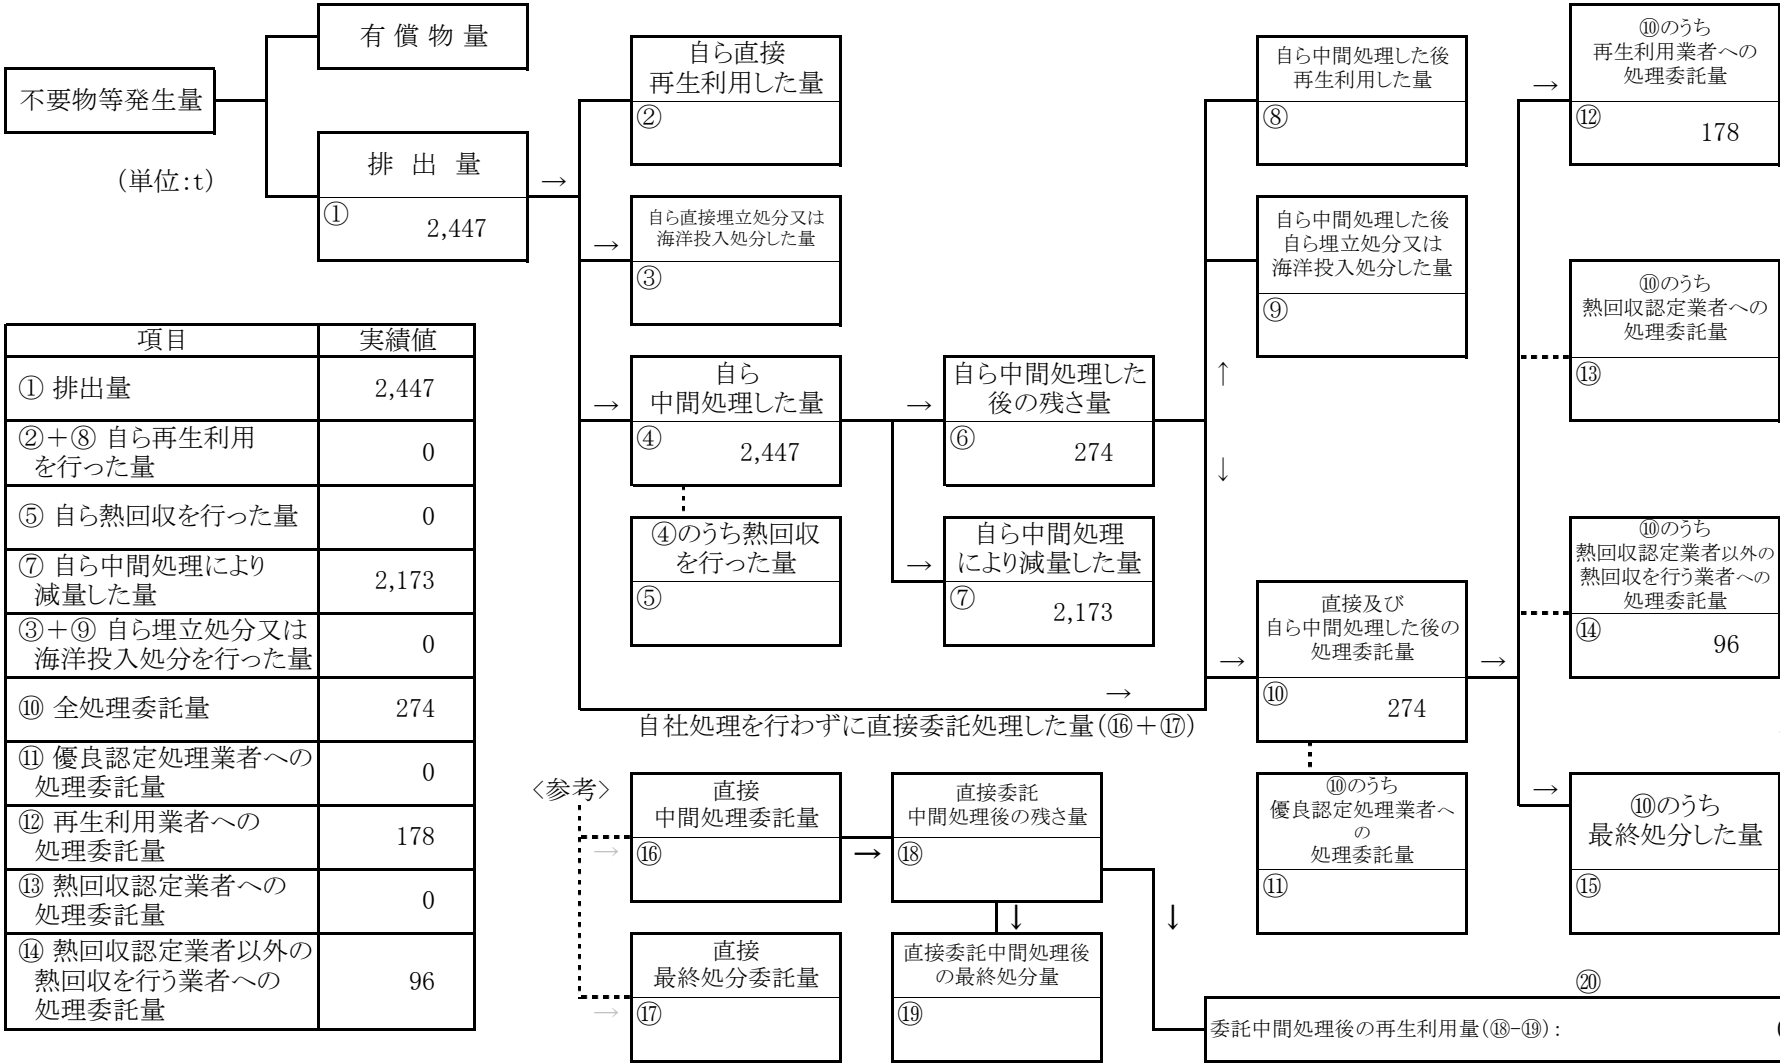 不要物等発生量
(単位:t)
有 償 物 量
排 出 量
①
2,447
→
自ら直接
再生利用した量
②
→
自ら直接埋立処分又は
海洋投入処分した量
③
→
自ら
中間処理した量
④
2,447
④のうち熱回収
を行った量
⑤
→
自ら中間処理した
後の残さ量
⑥
274
→
自ら中間処理
により減量した量
⑦
2,173
↑
↓
自ら中間処理した後
再生利用した量
⑧
自ら中間処理した後
自ら埋立処分又は
海洋投入処分した量
⑨
→
自社処理を行わずに直接委託処理した量(⑯+⑰)
→
直接及び
自ら中間処理した後の
処理委託量
⑩
274
⑩のうち
優良認定処理業者へ
の
処理委託量
⑪
→
→
⑩のうち
再生利用業者への
処理委託量
⑫
178
⑩のうち
熱回収認定業者への
処理委託量
⑬
⑩のうち
熱回収認定業者以外の
熱回収を行う業者への
処理委託量
⑭
96
→
⑩のうち
最終処分した量
⑮
項目 実績値
① 排出量 2,447
②+⑧ 自ら再生利用
を行った量 0
⑤ 自ら熱回収を行った量 0
⑦ 自ら中間処理により
減量した量 2,173
③+⑨ 自ら埋立処分又は
海洋投入処分を行った量 0
⑩ 全処理委託量 274
⑪ 優良認定処理業者への
処理委託量 0
⑫ 再生利用業者への
処理委託量 178
⑬ 熱回収認定業者への
処理委託量 0
⑭ 熱回収認定業者以外の
熱回収を行う業者への
処理委託量 96
<参考>
→
直接
中間処理委託量
⑯
→
直接委託
中間処理後の残さ量
⑱
↓
↓
→
直接
最終処分委託量
⑰
直接委託中間処理後
の最終処分量
⑲
⑳
委託中間処理後の再生利用量(⑱-⑲):